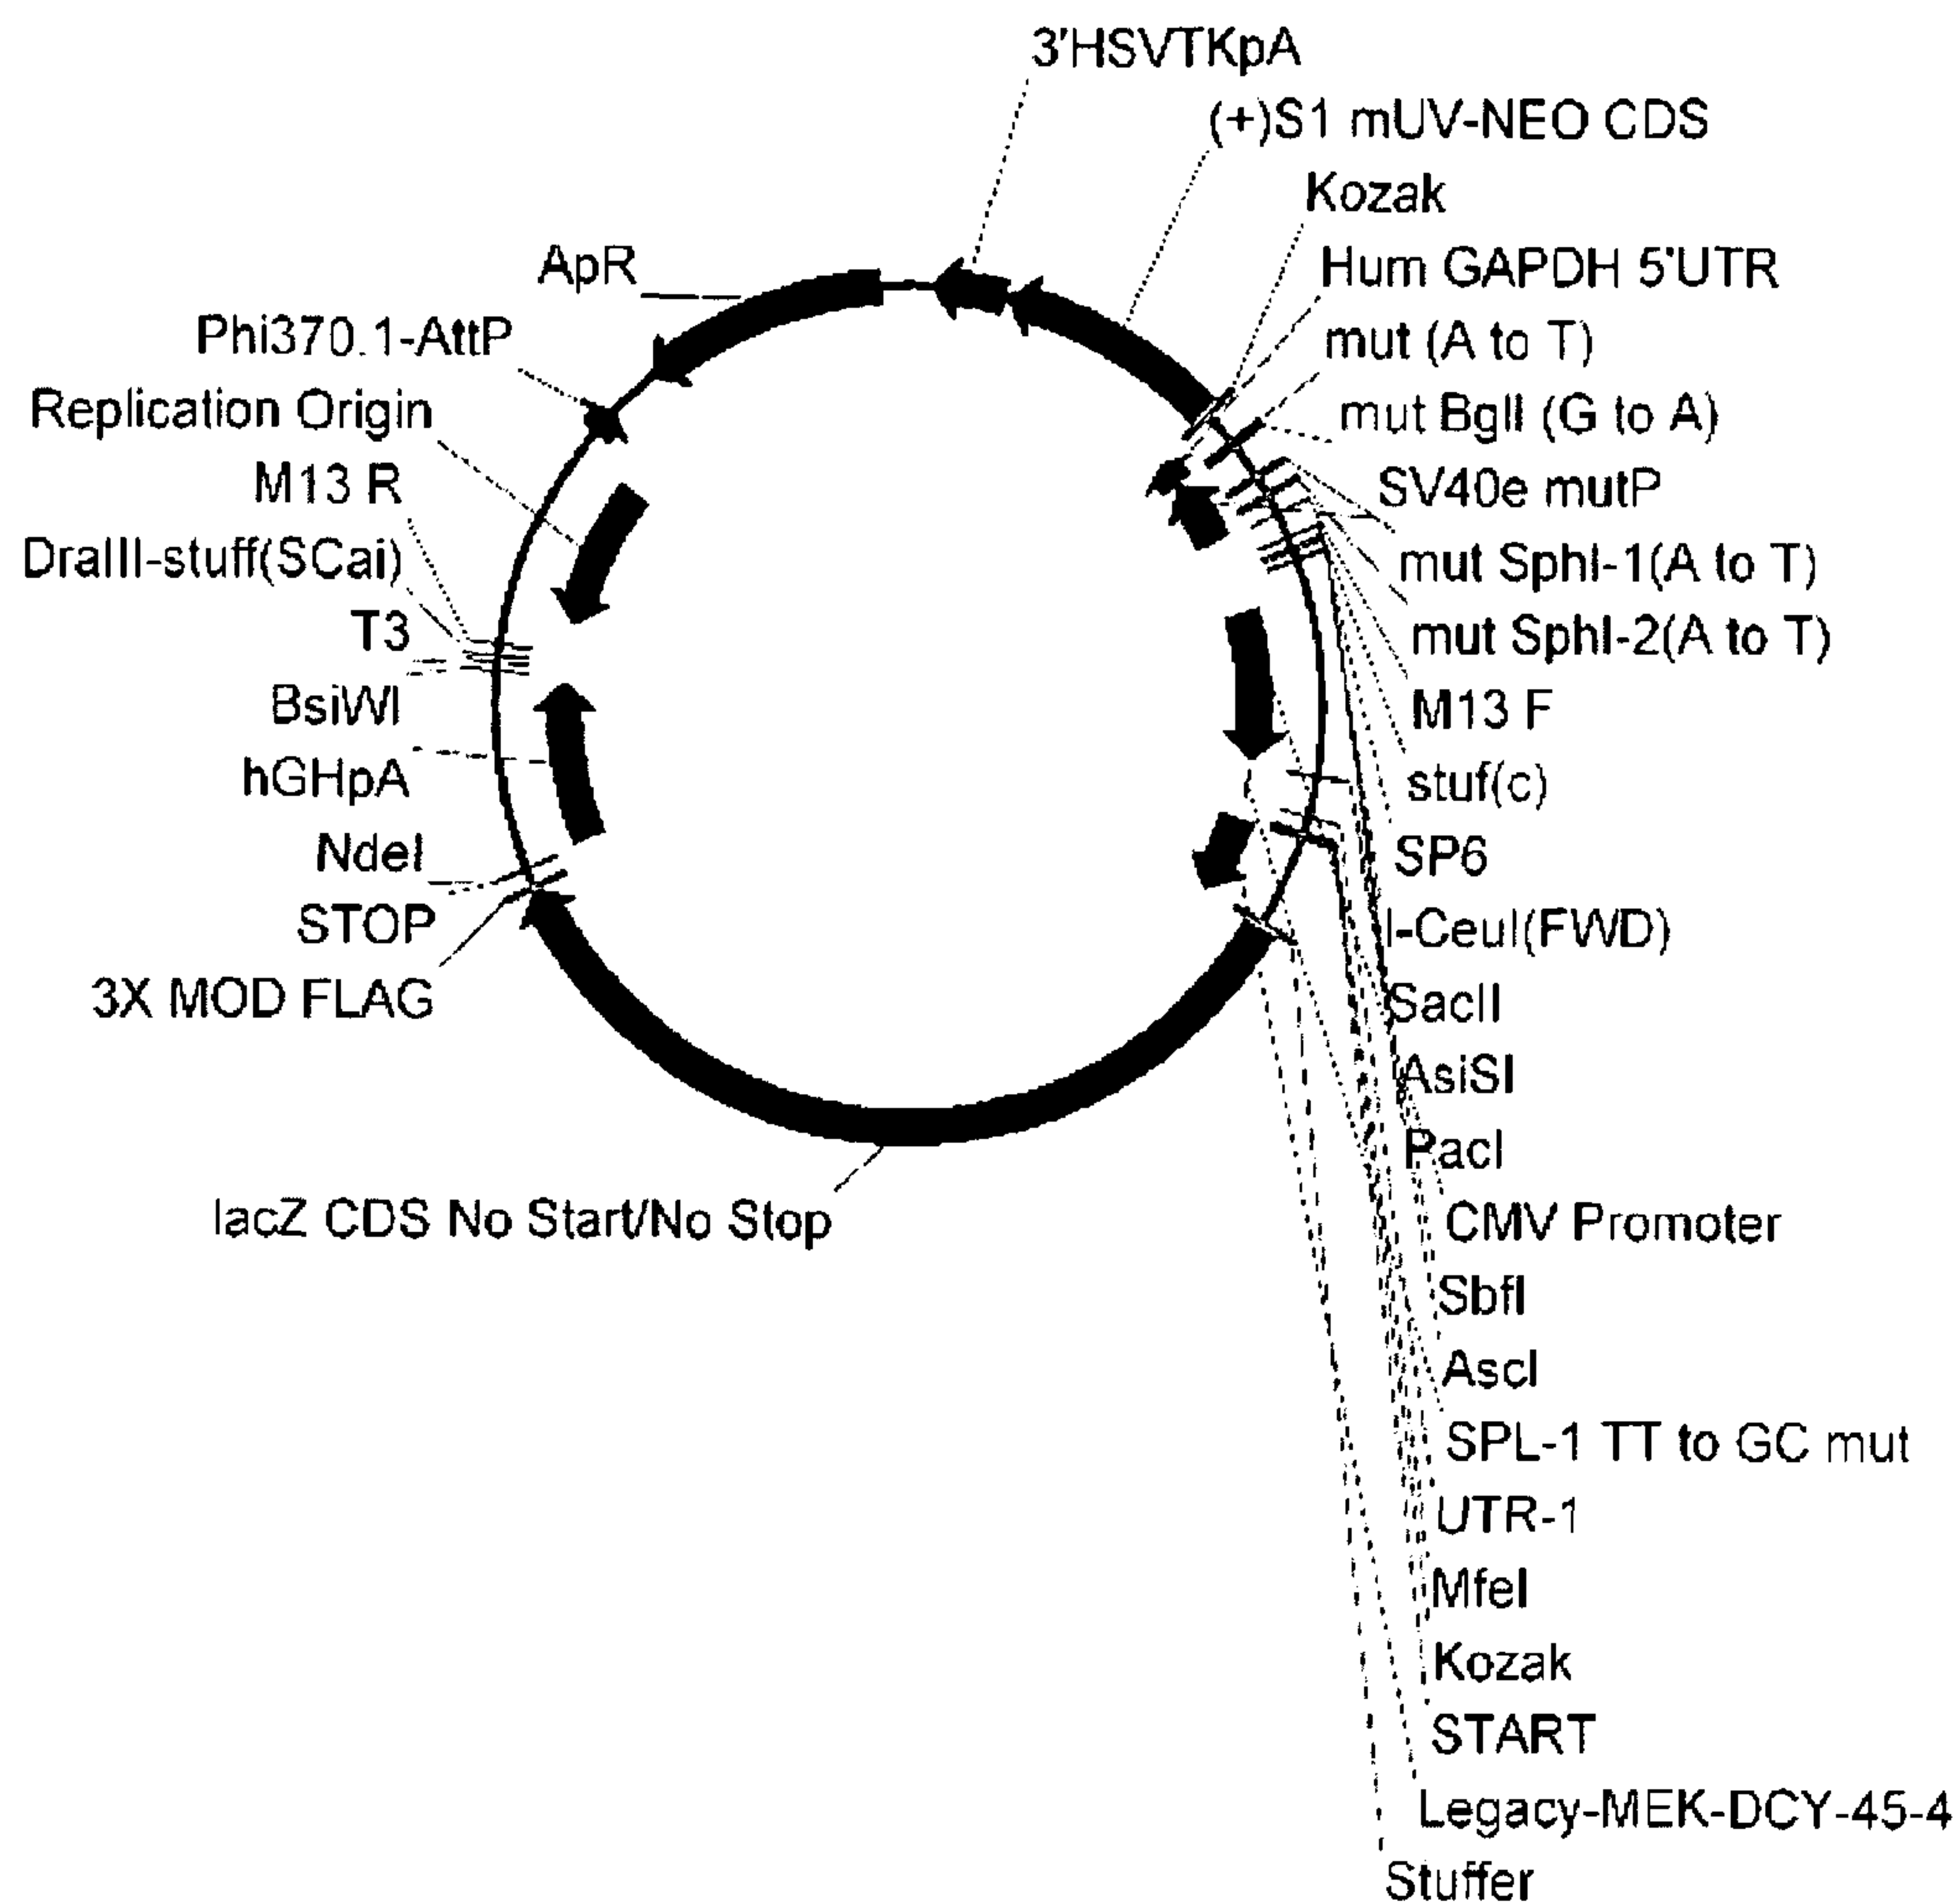 3'HSVTKpA
(+)S1 mUV-NEO CDS
Kozak
Hum GAPDH 5'UTR
mut (A to T)
mut BglI (G to A)
SV40e mutP
mut SphI-1(A to T)
mut SphI-2(A to T)
M13 F
stuf(c)
SP6
I-CeuI(FWD)
SacII
AsiSI
PacI
CMV Promoter
SbfI
AscI
SPL-1 TT to GC mut
UTR-1
MfeI
Kozak
START
Legacy-MEK-DCY-45-4
Stuffer
ApR
Phi370.1-AttP
Replication Origin
M13 R
DraIII-stuff(SCai)
T3
BsiWI
hGHpA
NdeI
STOP
3X MOD FLAG
lacZ CDS No Start/No Stop